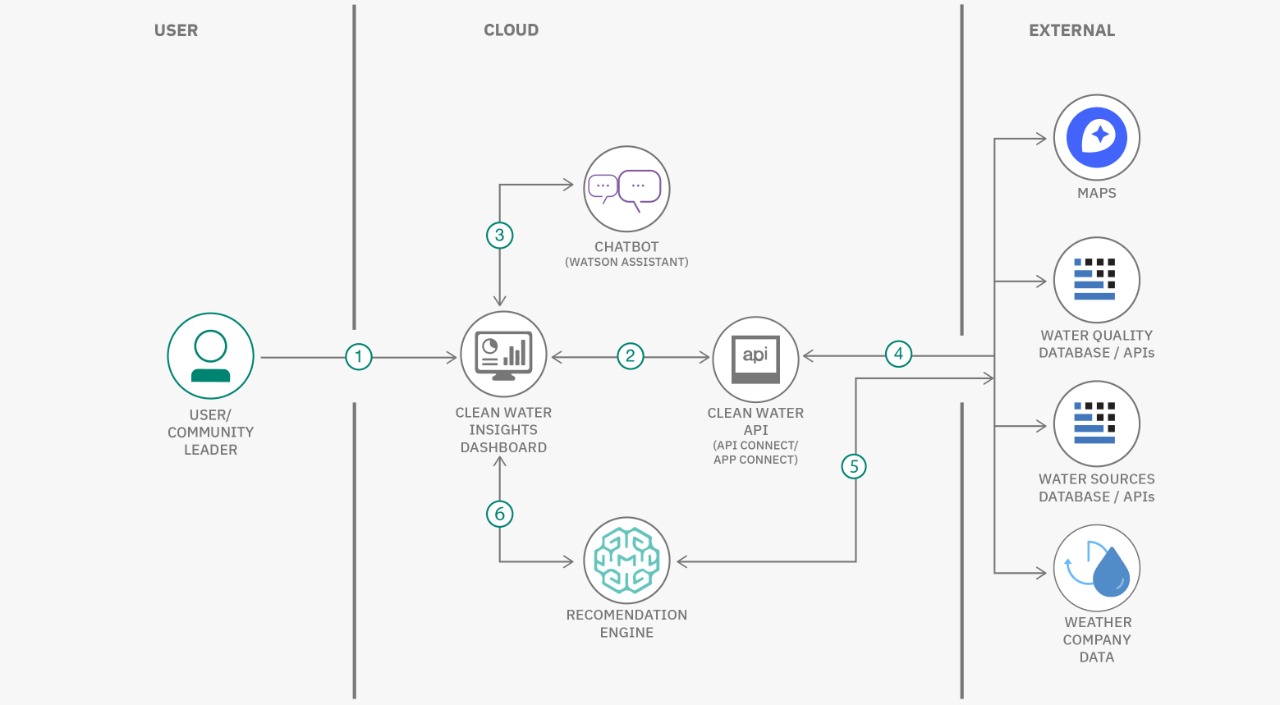 USER
CLOUD
EXTERNAL
MAPS
3
CHATBOT
(WATSON ASSISTANT)
WATER QUALITY
DATABASE / APIs
1
2
api
4
USER/
COMMUNITY
LEADER
CLEAN WATER
INSIGHTS
DASHBOARD
CLEAN WATER
API
(API CONNECT/
APP CONNECT)
5
WATER SOURCES
DATABASE / APIs
6
RECOMENDATION
ENGINE
WEATHER
COMPANY
DATA